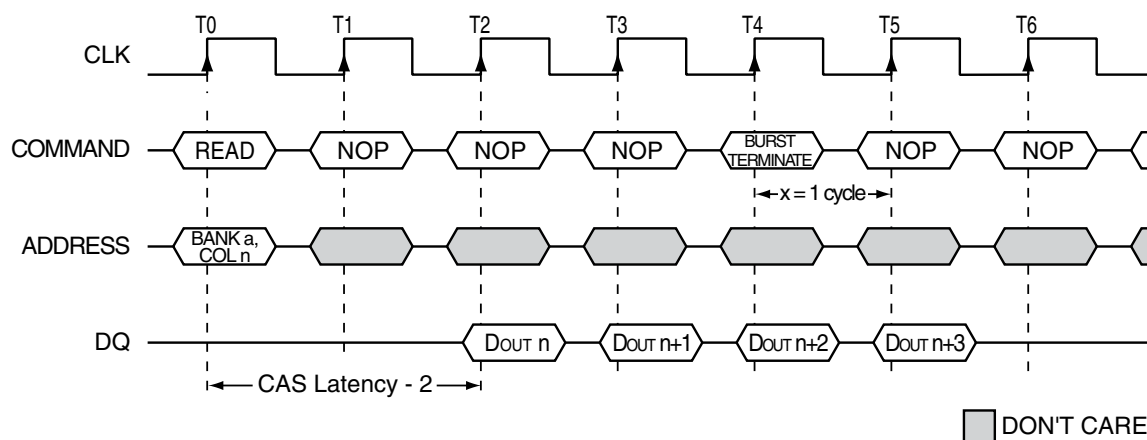 T0 T1 T2 T3 T4 T5 T6
CLK
COMMAND READ NOP NOP NOP BURST TERMINATE NOP NOP
x = 1 cycle
ADDRESS BANK a, COL n
DQ DOUT n DOUT n+1 DOUT n+2 DOUT n+3
CAS Latency - 2
DON'T CARE